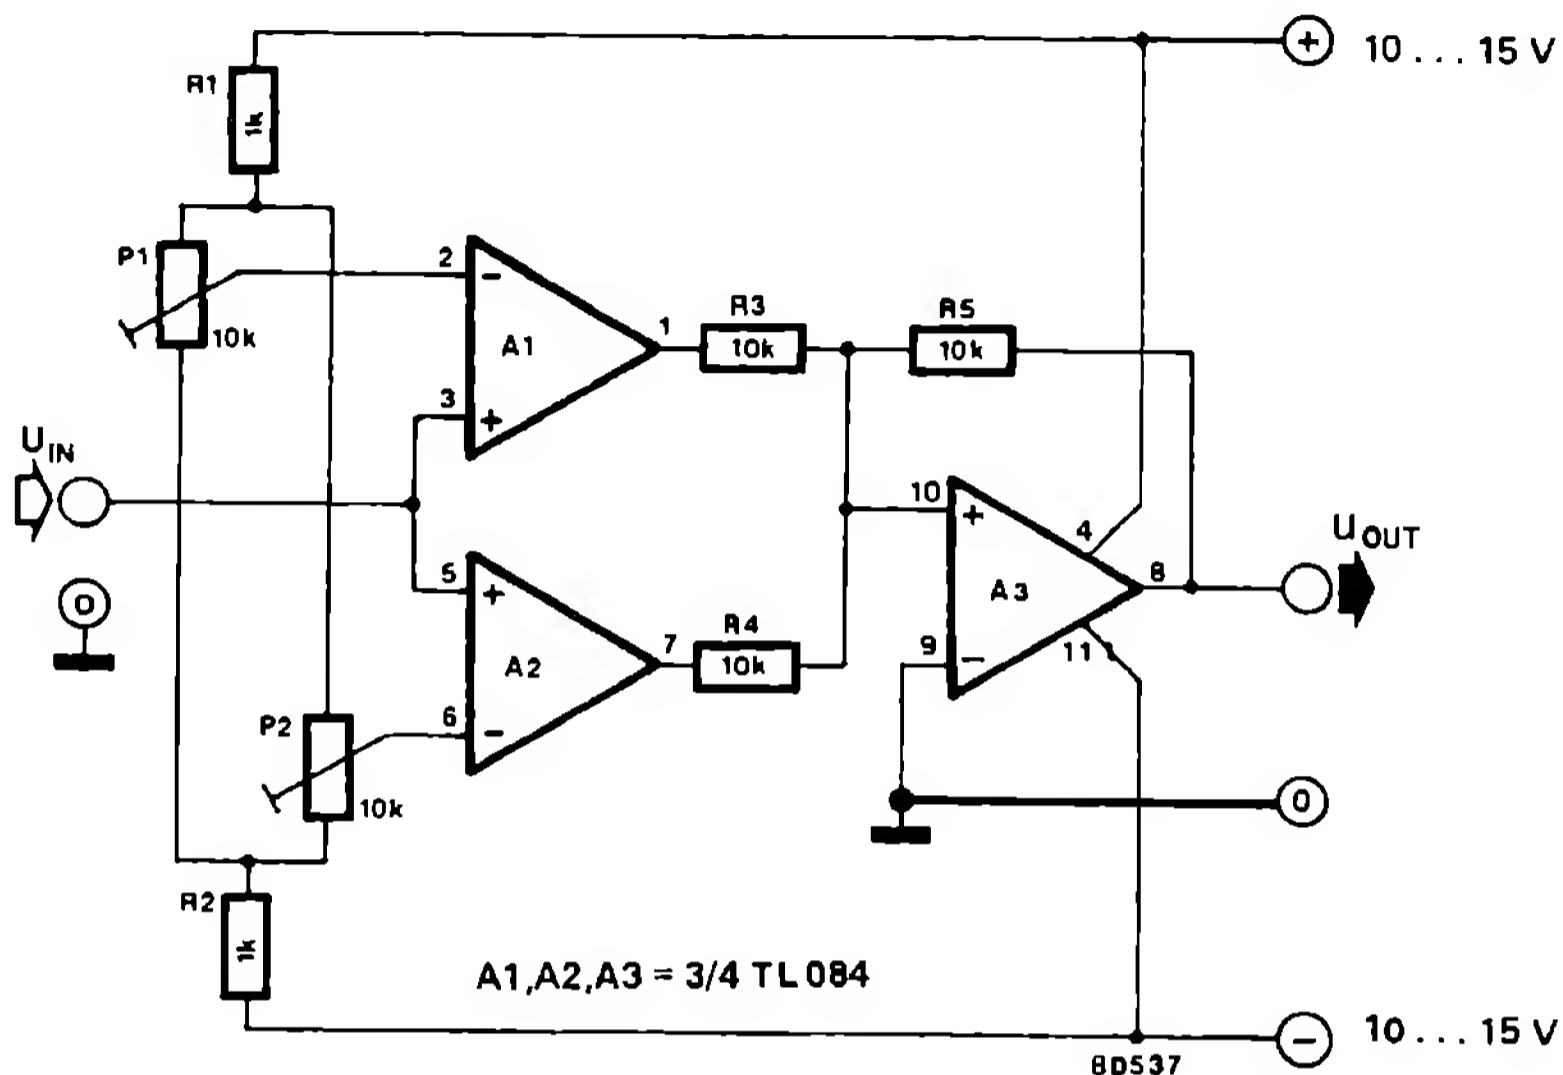 + 10 ... 15 V
R1
1k
P1
10k
2
−
A1
1
R3
10k
R5
10k
3
+
U IN
10
+
4
U OUT
5
+
A3
8
0
A2
7
R4
10k
9
−
11
P2
10k
6
−
0
R2
1k
A1,A2,A3 = 3/4 TL 084
− 10 ... 15 V
80537